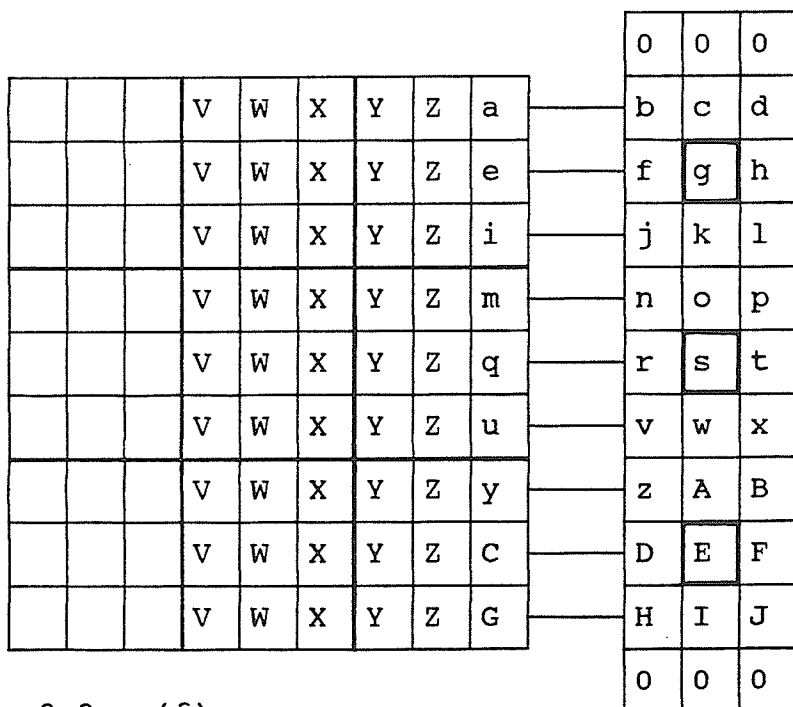 0 0 0
V W X Y Z a b c d
V W X Y Z e f g h
V W X Y Z i j k l
V W X Y Z m n o p
V W X Y Z q r s t
V W X Y Z u v w x
V W X Y Z y z A B
V W X Y Z C D E F
V W X Y Z G H I J
0 0 0